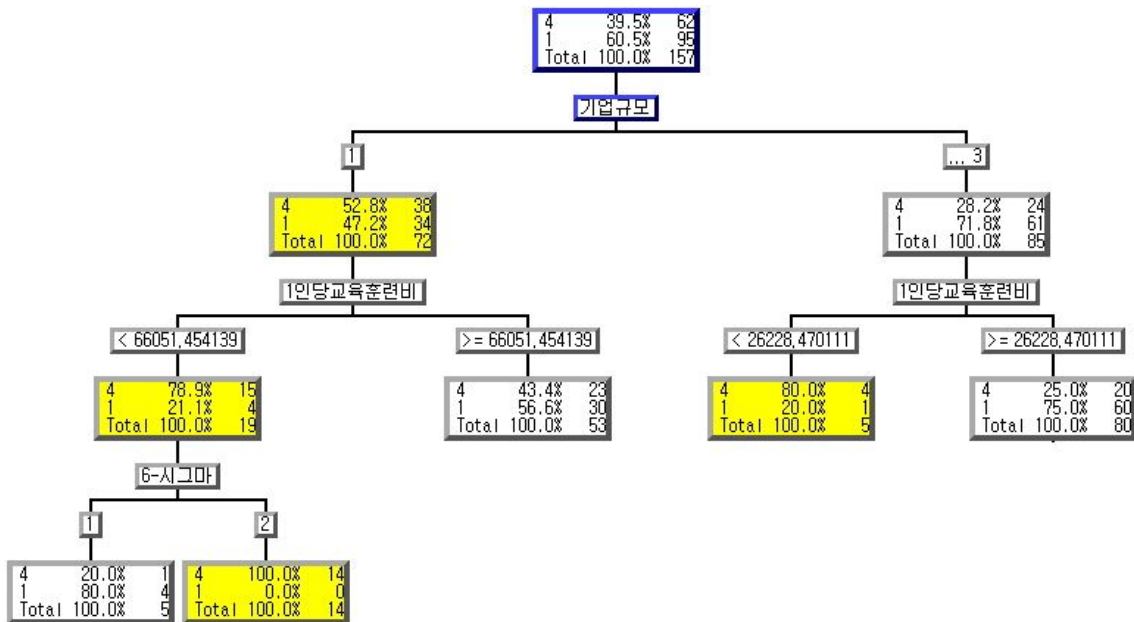 4 39.5% 62
1 60.5% 95
Total 100.0% 157
기업규모
1
... 3
4 52.8% 38
1 47.2% 34
Total 100.0% 72
4 28.2% 24
1 71.8% 61
Total 100.0% 85
1인당교육훈련비
1인당교육훈련비
< 66051,454139
>= 66051,454139
< 26228,470111
>= 26228,470111
4 78.9% 15
1 21.1% 4
Total 100.0% 19
4 43.4% 23
1 56.6% 30
Total 100.0% 53
4 80.0% 4
1 20.0% 1
Total 100.0% 5
4 25.0% 20
1 75.0% 60
Total 100.0% 80
6-시그마
1
2
4 20.0% 1
1 80.0% 4
Total 100.0% 5
4 100.0% 14
1 0.0% 0
Total 100.0% 14